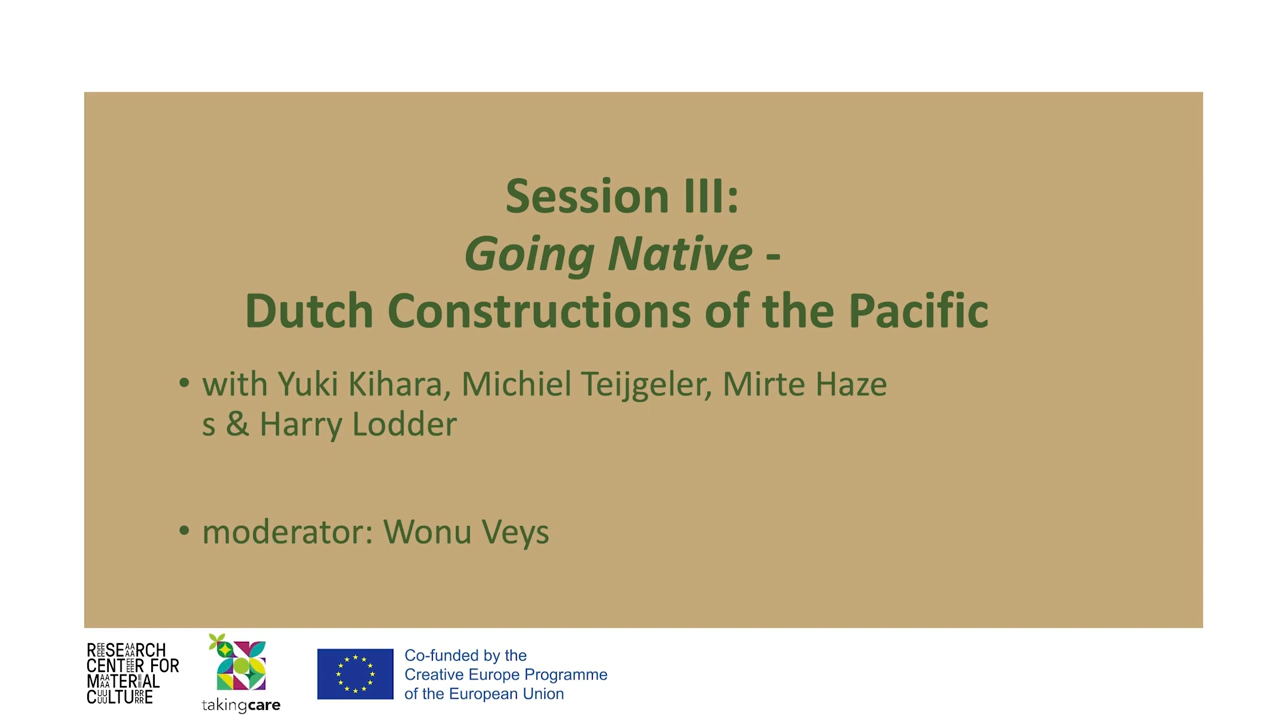 Session III:
Going Native -
Dutch Constructions of the Pacific
• with Yuki Kihara, Michiel Teijgeler, Mirte Haze
s & Harry Lodder
• moderator: Wonu Veys
RESEARCH
CENTER FOR
MATERIAL
CULTURE
takingcare
Co-funded by the
Creative Europe Programme
of the European Union